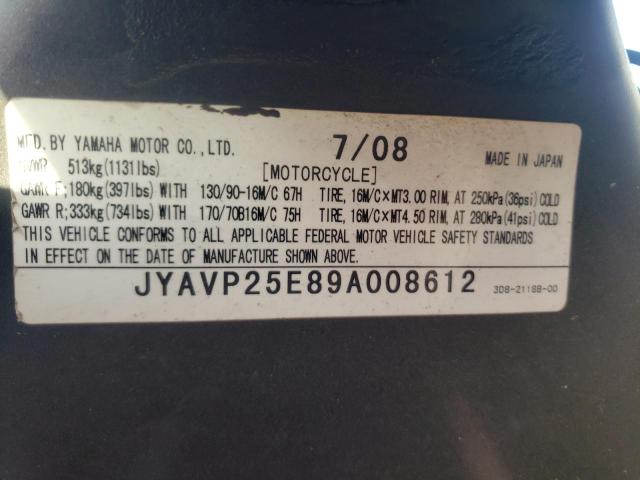 MFD. BY YAMAHA MOTOR CO.,LTD. 7/08 MADE IN JAPAN
GVWR 513kg(1131lbs) [MOTORCYCLE]
GAWR F;180kg(397lbs) WITH 130/90-16M/C 67H TIRE, 16M/C×MT3.00 RIM, AT 250kPa(36psi)COLD
GAWR R;333kg(734lbs) WITH 170/70B16M/C 75H TIRE, 16M/C×MT4.50 RIM, AT 280kPa(41psi)COLD
THIS VEHICLE CONFORMS TO ALL APPLICABLE FEDERAL MOTOR VEHICLE SAFETY STANDARDS
IN EFFECT ON THE DATE OF MANUFACTURE SHOWN ABOVE.
JYAVP25E89A008612 3D8-2118B-00